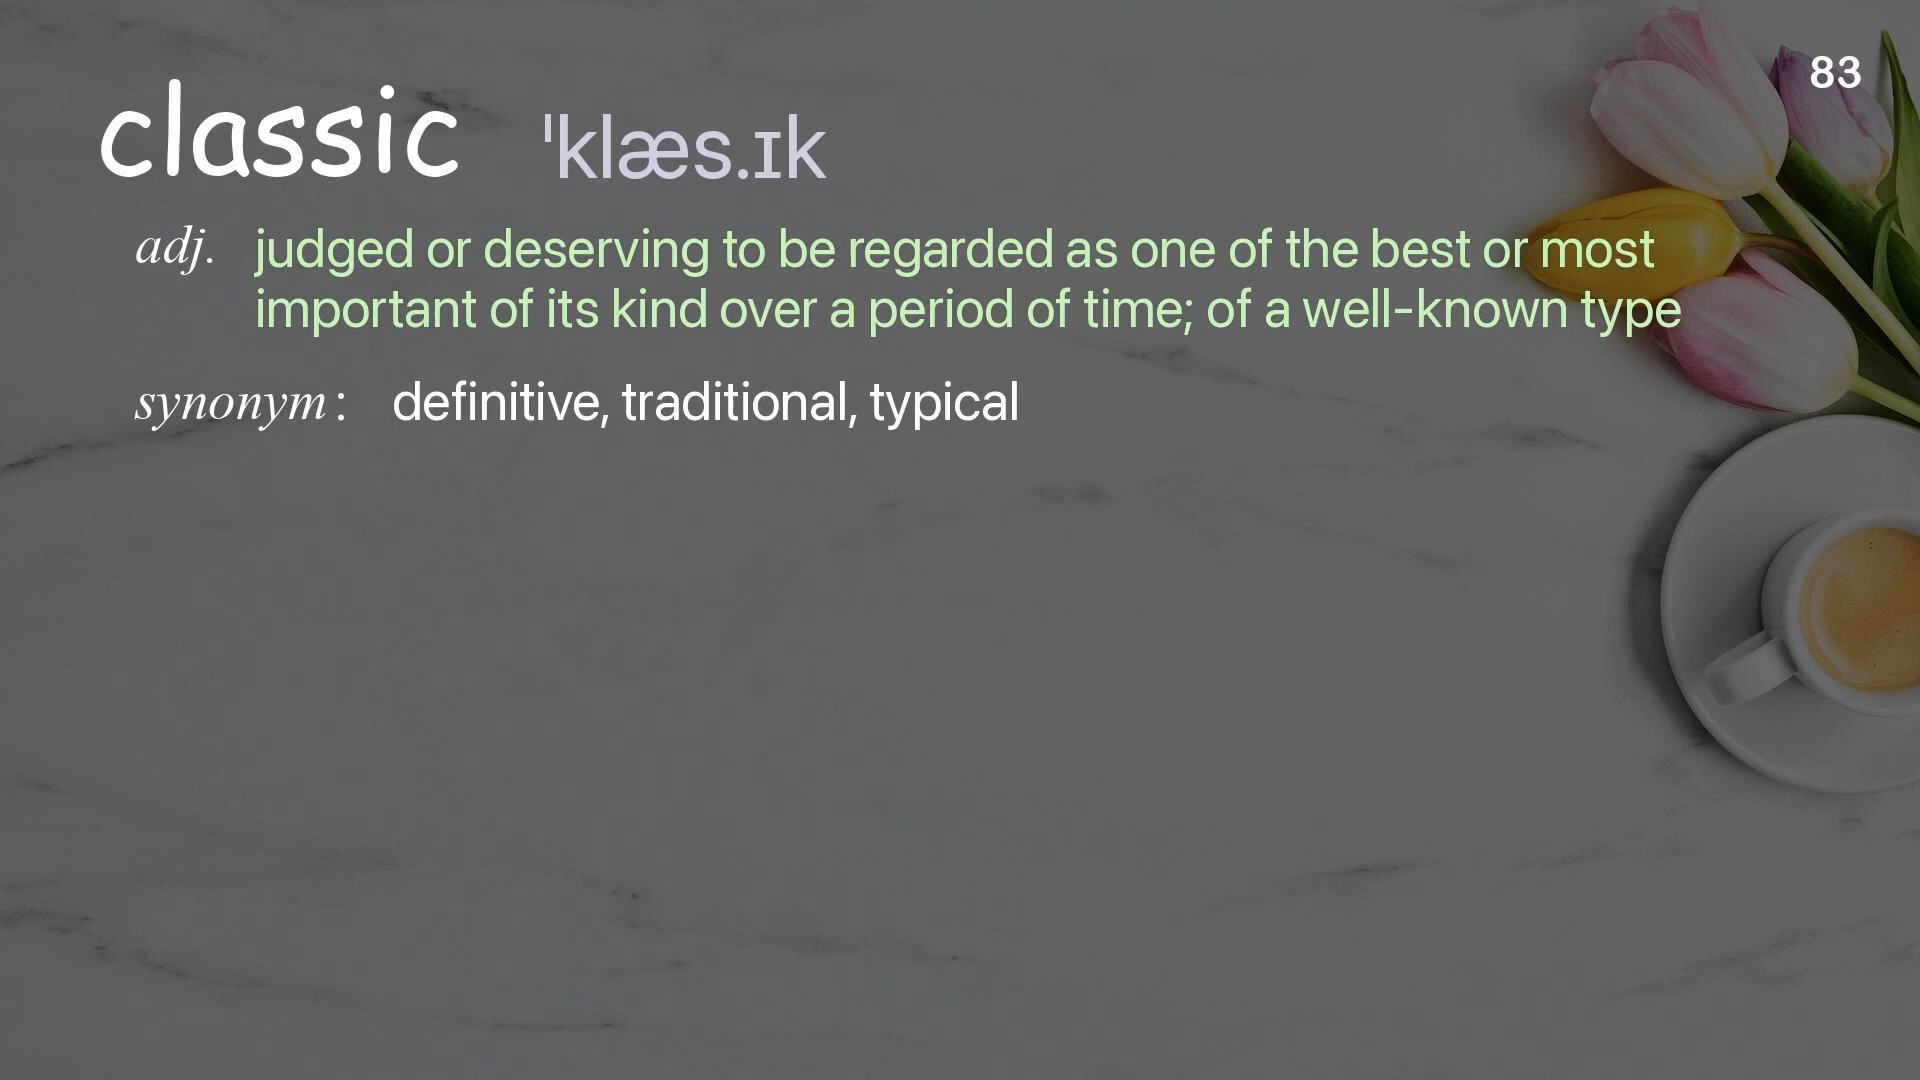 83
classic ˈklæs.ɪk
adj. judged or deserving to be regarded as one of the best or most
important of its kind over a period of time; of a well-known type
synonym: definitive, traditional, typical